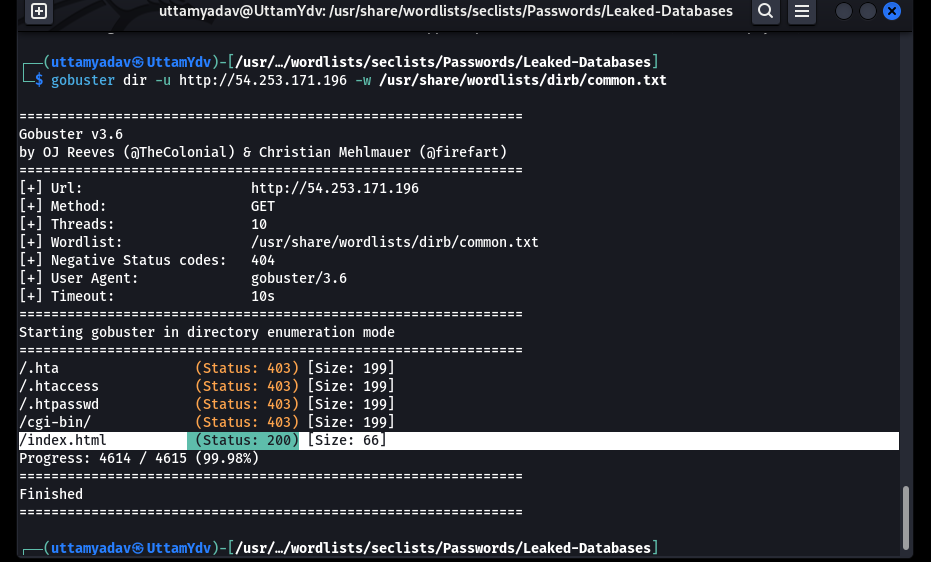 uttamyadav@UttamYdv: /usr/share/wordlists/seclists/Passwords/Leaked-Databases
┌──(uttamyadav㉿UttamYdv)-[/usr/…/wordlists/seclists/Passwords/Leaked-Databases]
└─$ gobuster dir -u http://54.253.171.196 -w /usr/share/wordlists/dirb/common.txt
===============================================================
Gobuster v3.6
by OJ Reeves (@TheColonial) & Christian Mehlmauer (@firefart)
===============================================================
[+] Url:                     http://54.253.171.196
[+] Method:                  GET
[+] Threads:                 10
[+] Wordlist:                /usr/share/wordlists/dirb/common.txt
[+] Negative Status codes:   404
[+] User Agent:              gobuster/3.6
[+] Timeout:                 10s
===============================================================
Starting gobuster in directory enumeration mode
===============================================================
/.hta                 (Status: 403) [Size: 199]
/.htaccess            (Status: 403) [Size: 199]
/.htpasswd            (Status: 403) [Size: 199]
/cgi-bin/             (Status: 403) [Size: 199]
/index.html           (Status: 200) [Size: 66]
Progress: 4614 / 4615 (99.98%)
===============================================================
Finished
===============================================================
┌──(uttamyadav㉿UttamYdv)-[/usr/…/wordlists/seclists/Passwords/Leaked-Databases]